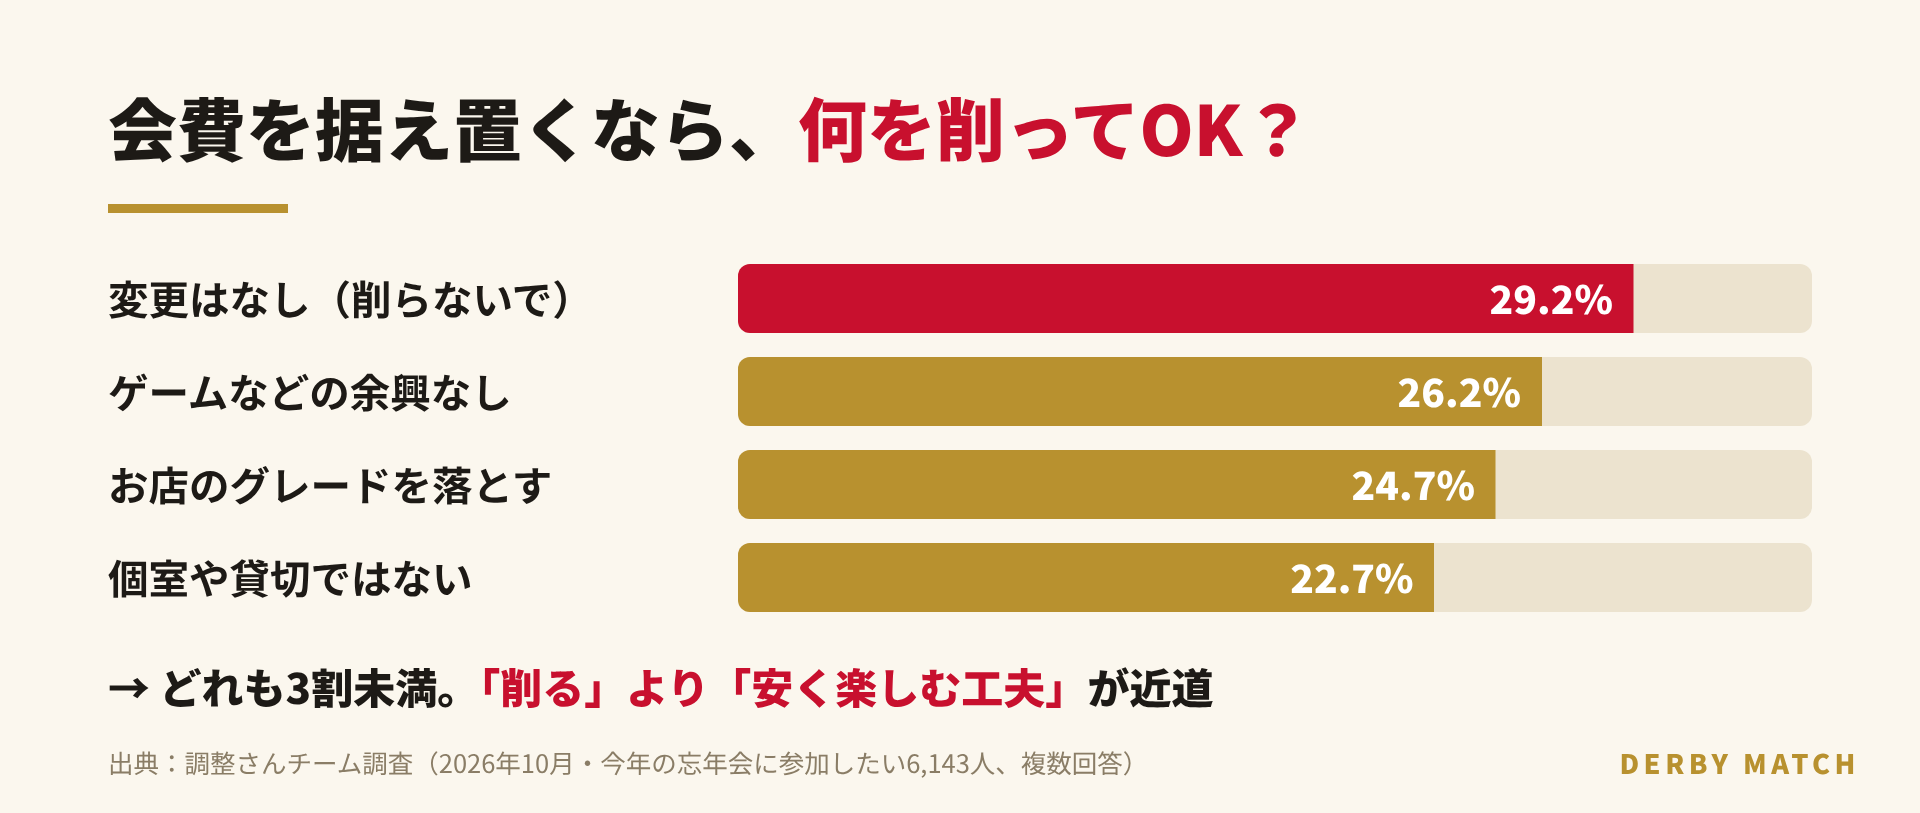 会費を据え置くなら、何を削ってOK？
変更はなし（削らないで） 29.2%
ゲームなどの余興なし 26.2%
お店のグレードを落とす 24.7%
個室や貸切ではない 22.7%
→ どれも3割未満。「削る」より「安く楽しむ工夫」が近道
出典：調整さんチーム調査（2026年10月・今年の忘年会に参加したい6,143人、複数回答）
DERBY MATCH